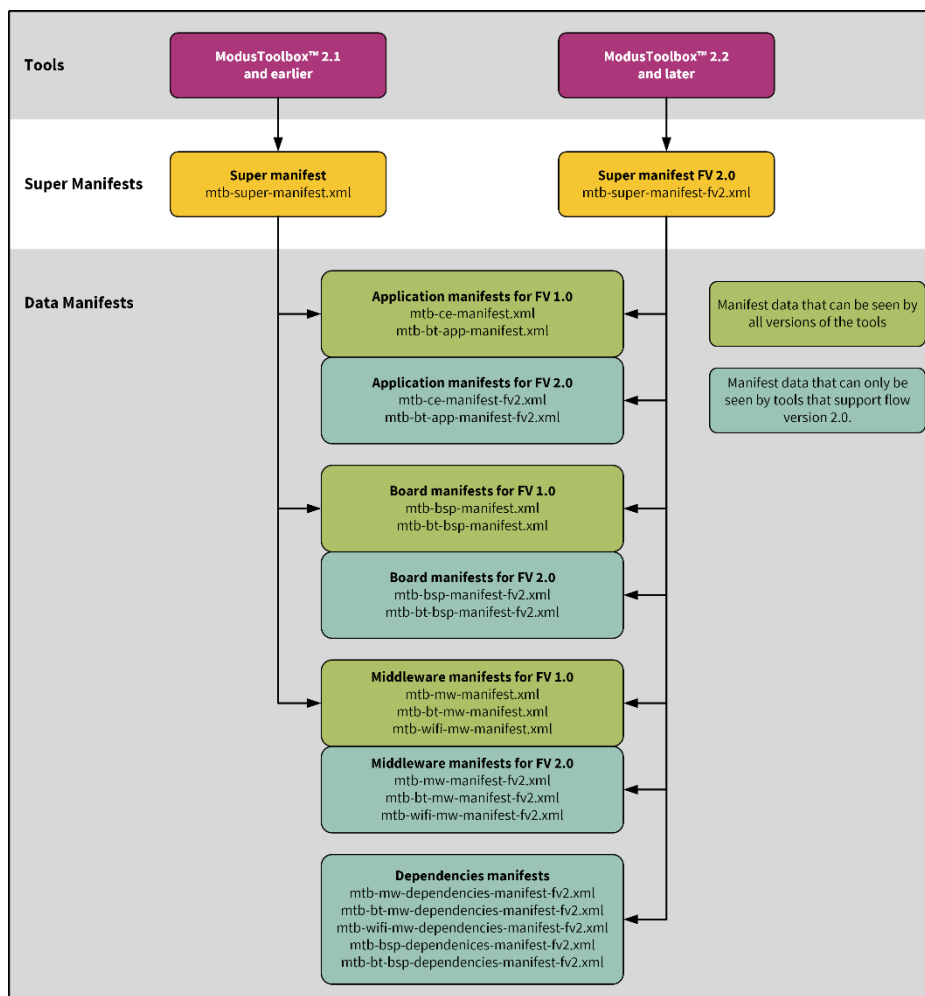 Tools
ModusToolbox™ 2.1
and earlier
ModusToolbox™ 2.2
and later
Super Manifests
Super manifest
mtb-super-manifest.xml
Super manifest FV 2.0
mtb-super-manifest-fv2.xml
Data Manifests
Application manifests for FV 1.0
mtb-ce-manifest.xml
mtb-bt-app-manifest.xml
Application manifests for FV 2.0
mtb-ce-manifest-fv2.xml
mtb-bt-app-manifest-fv2.xml
Board manifests for FV 1.0
mtb-bsp-manifest.xml
mtb-bt-bsp-manifest.xml
Board manifests for FV 2.0
mtb-bsp-manifest-fv2.xml
mtb-bt-bsp-manifest-fv2.xml
Middleware manifests for FV 1.0
mtb-mw-manifest.xml
mtb-bt-mw-manifest.xml
mtb-wifi-mw-manifest.xml
Middleware manifests for FV 2.0
mtb-mw-manifest-fv2.xml
mtb-bt-mw-manifest-fv2.xml
mtb-wifi-mw-manifest-fv2.xml
Dependencies manifests
mtb-mw-dependencies-manifest-fv2.xml
mtb-bt-mw-dependencies-manifest-fv2.xml
mtb-wifi-mw-dependencies-manifest-fv2.xml
mtb-bsp-dependenices-manifest-fv2.xml
mtb-bt-bsp-dependencies-manifest-fv2.xml
Manifest data that can be seen by
all versions of the tools
Manifest data that can only be
seen by tools that support flow
version 2.0.